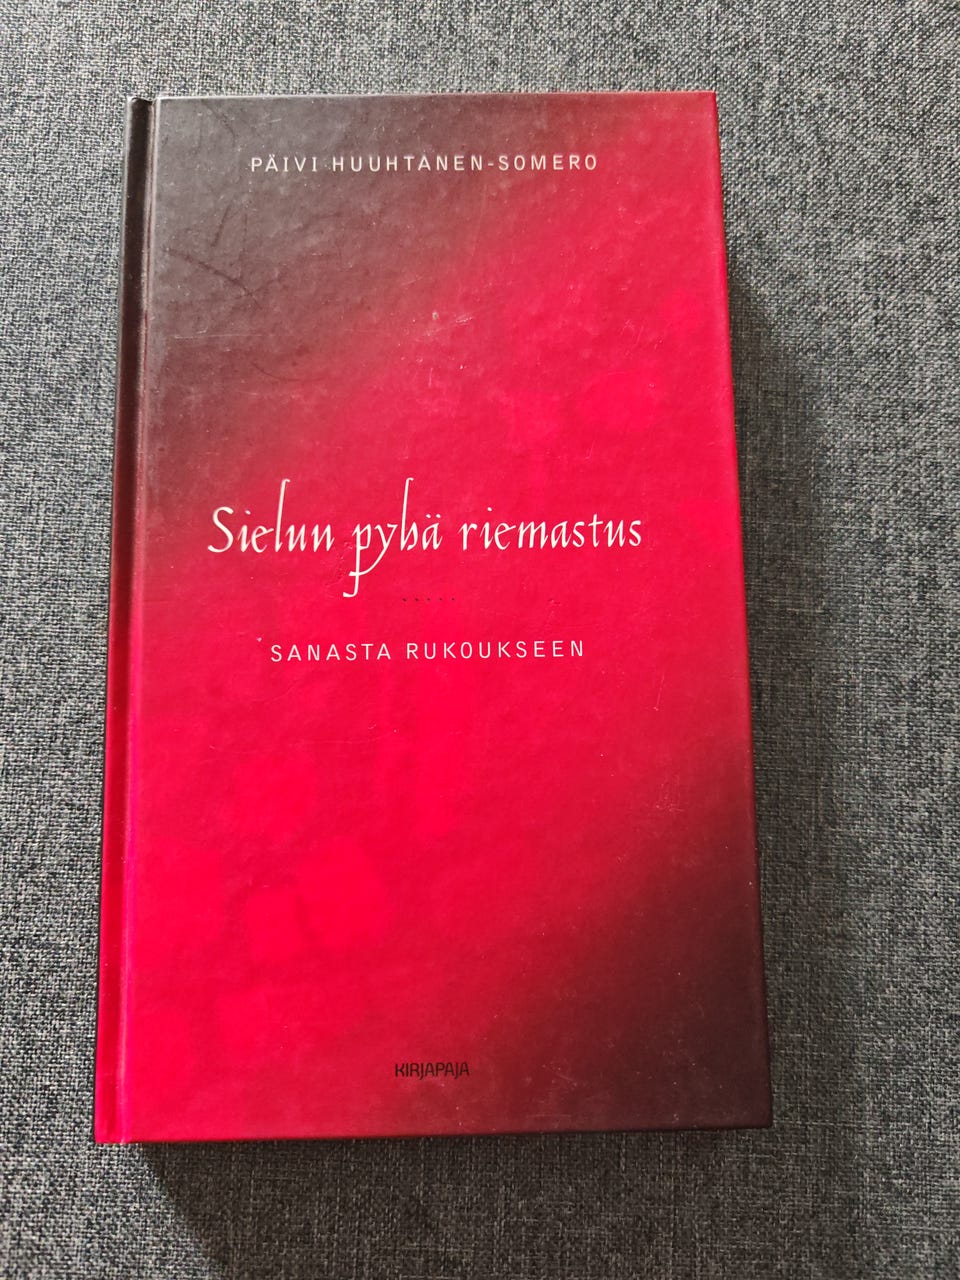 PÄIVI HUUHTANEN-SOMERO
Sielun pyhä riemastus
SANASTA RUKOUKSEEN
KIRJAPAJA